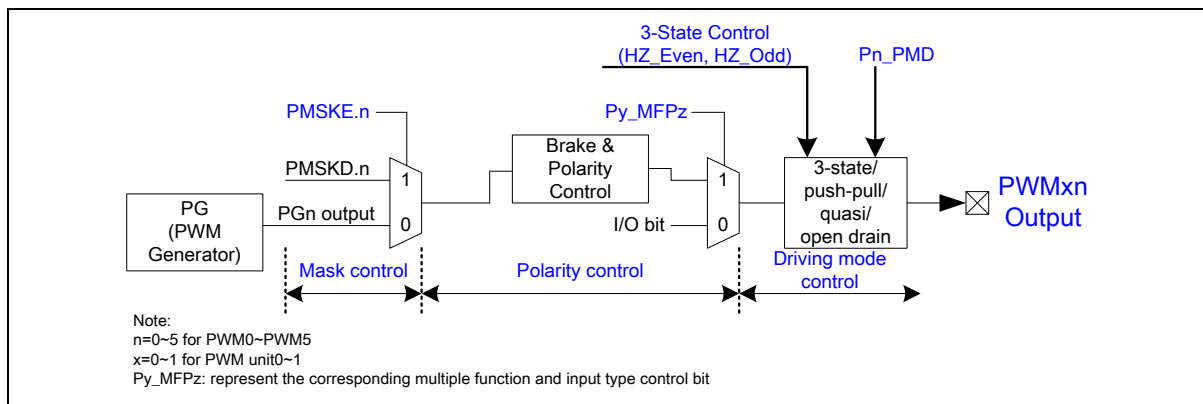 3-State Control
(HZ_Even, HZ_Odd)
Pn_PMD
PMSKE.n
Py_MFPz
PMSKD.n
1
Brake &
Polarity
Control
1
3-state/
push-pull/
quasi/
open drain
PWMxn
Output
PG
(PWM
Generator)
PGn output
0
I/O bit
0
Mask control
Polarity control
Driving mode
control
Note:
n=0~5 for PWM0~PWM5
x=0~1 for PWM unit0~1
Py_MFPz: represent the corresponding multiple function and input type control bit